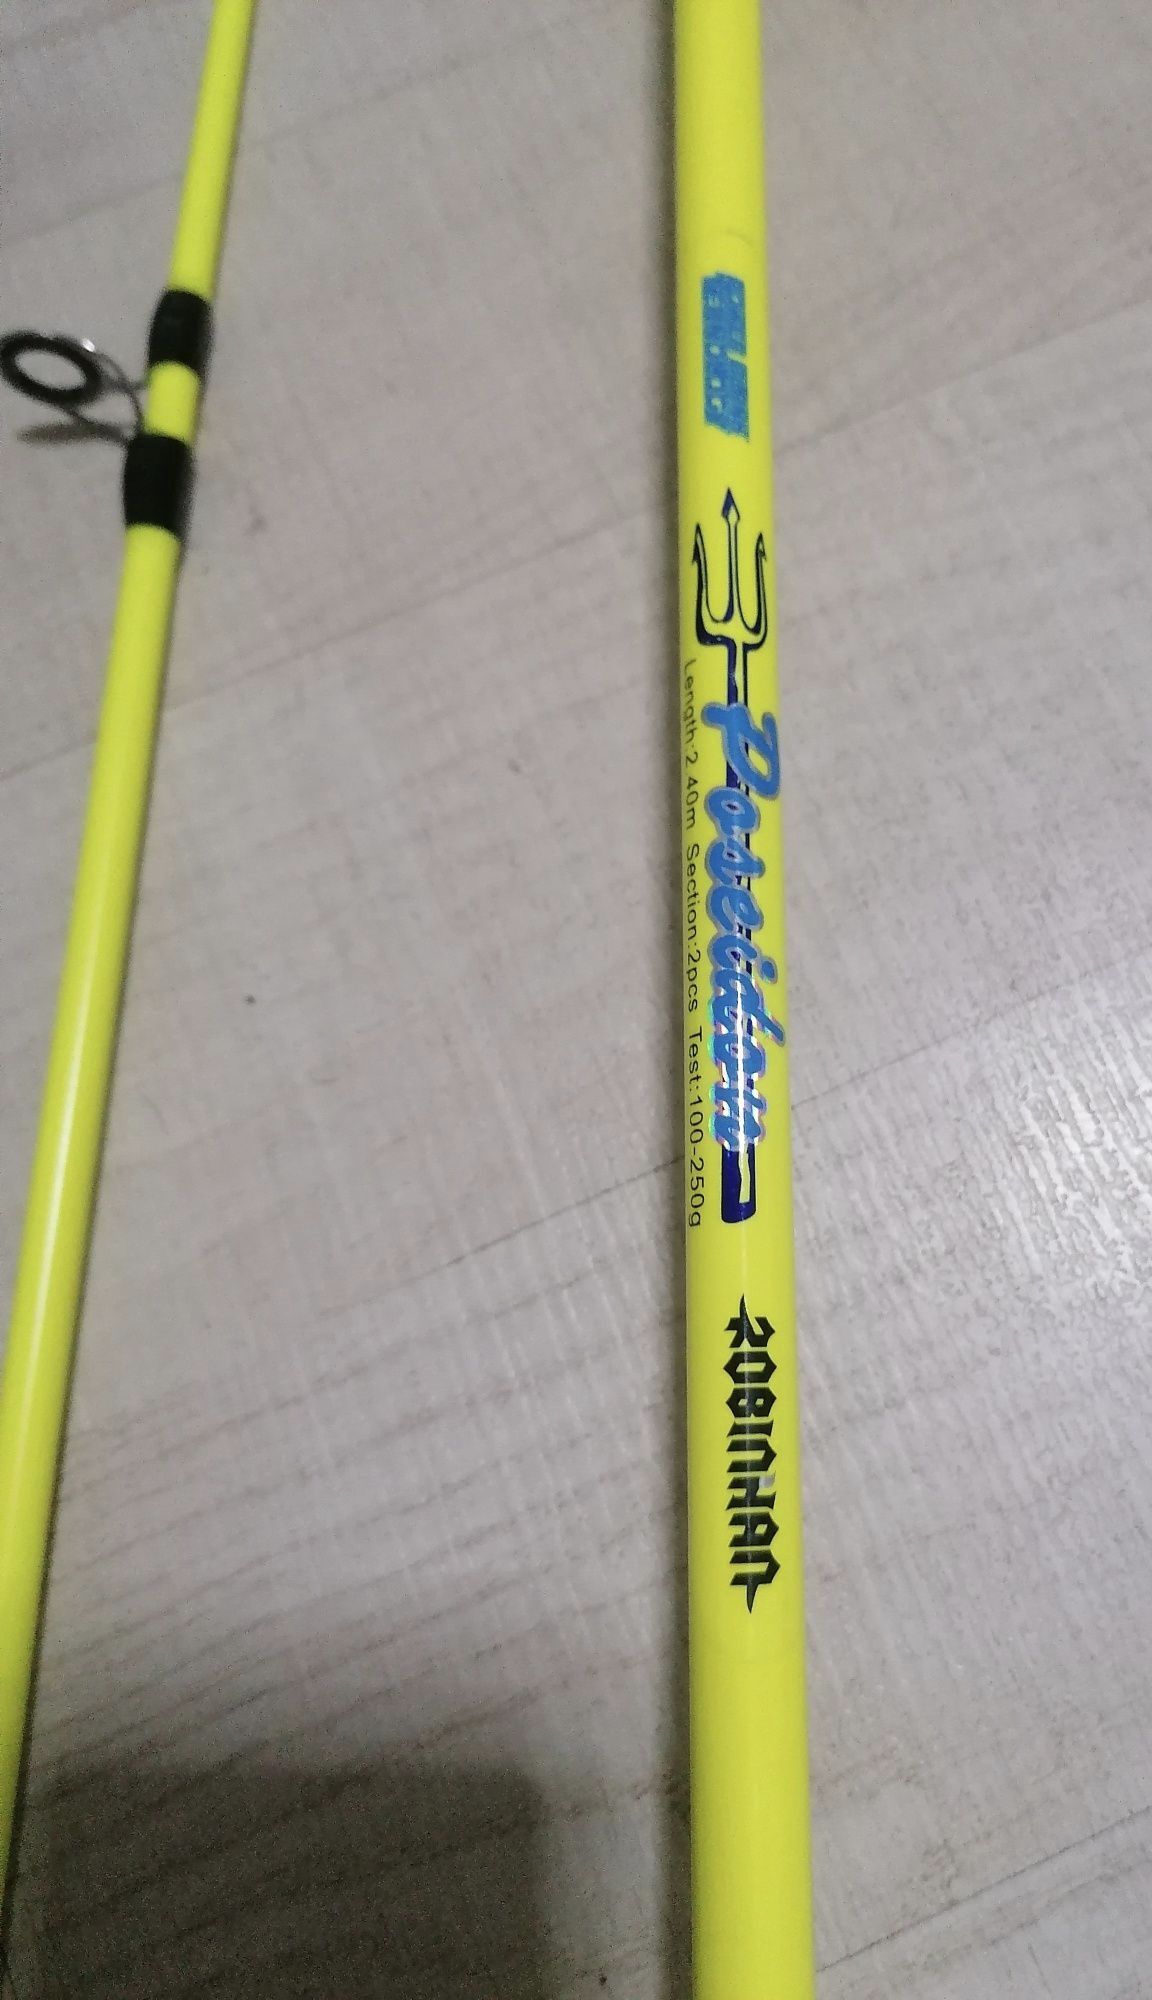 Poseidon
Length:2.40m Section:2pcs Test:100-250g
ROBINHAN